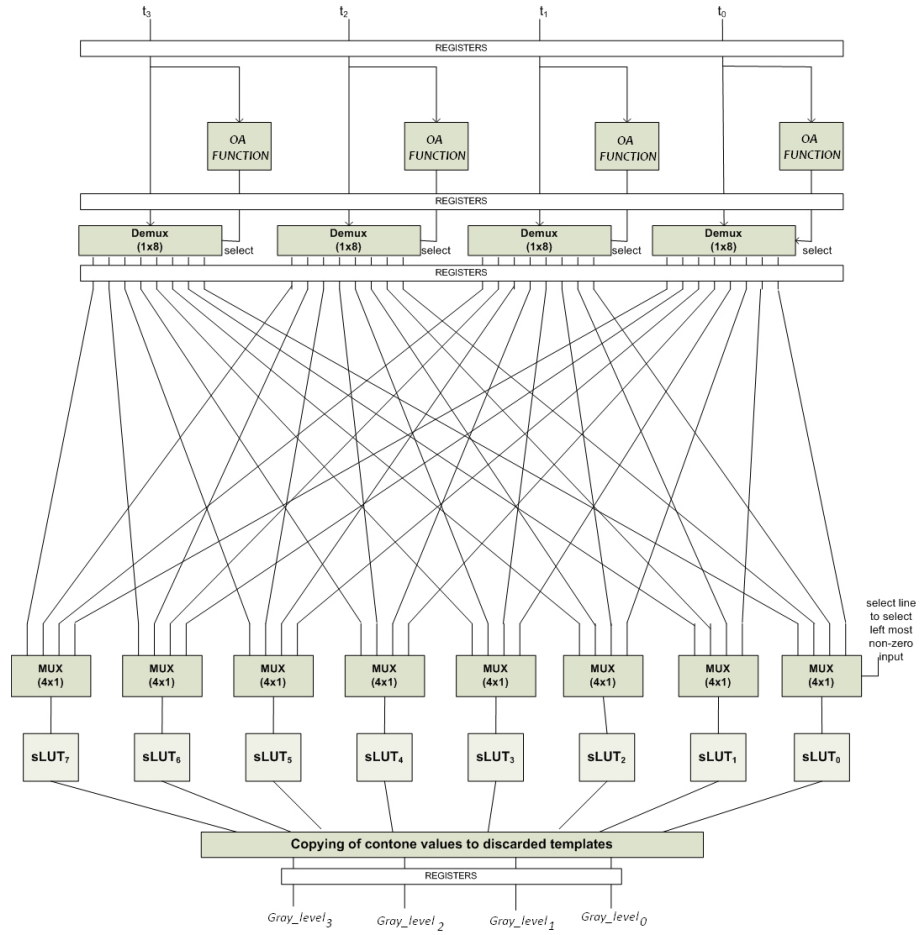 t3 t2 t1 t0
REGISTERS
OA FUNCTION OA FUNCTION OA FUNCTION OA FUNCTION
REGISTERS
Demux (1x8) select Demux (1x8) select Demux (1x8) select Demux (1x8) select
REGISTERS
select line to select left most non-zero input
MUX (4x1) MUX (4x1) MUX (4x1) MUX (4x1) MUX (4x1) MUX (4x1) MUX (4x1) MUX (4x1)
sLUT7 sLUT6 sLUT5 sLUT4 sLUT3 sLUT2 sLUT1 sLUT0
Copying of contone values to discarded templates
REGISTERS
Gray_level3 Gray_level2 Gray_level1 Gray_level0